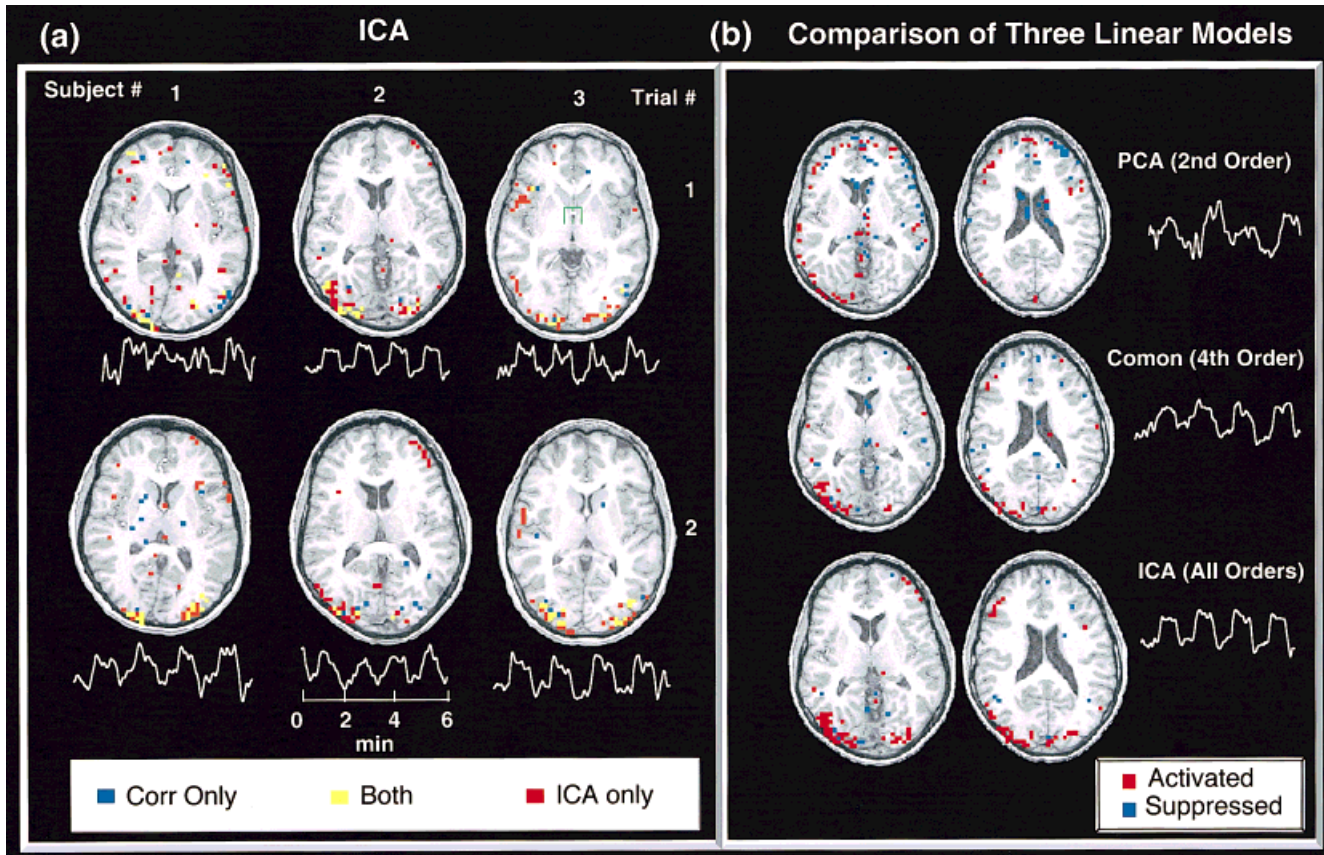 (a) ICA
(b) Comparison of Three Linear Models
Subject # 1 2 3 Trial #
1
2
0 2 4 6
min
Corr Only Both ICA only
PCA (2nd Order)
Comon (4th Order)
ICA (All Orders)
Activated
Suppressed